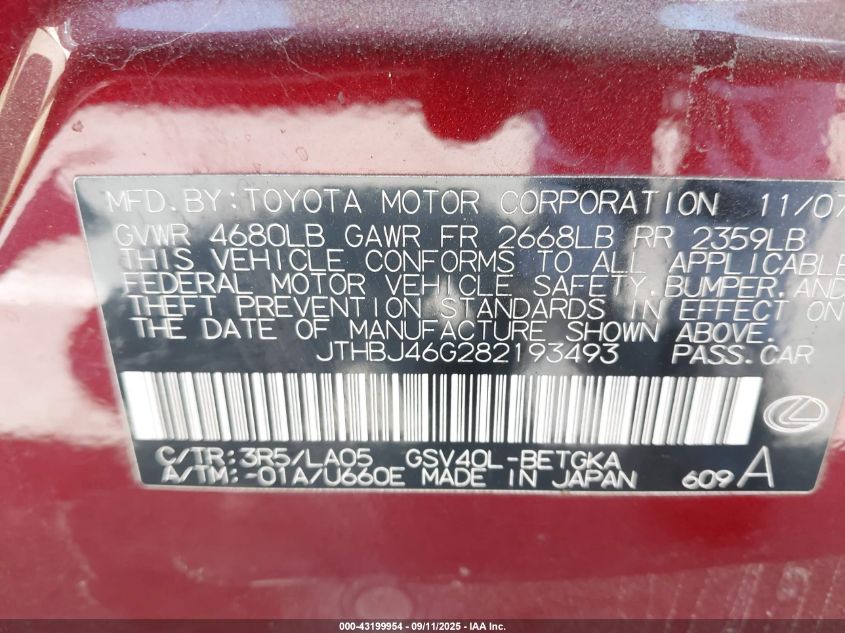 MFD. BY: TOYOTA MOTOR CORPORATION 11/07
GVWR 4680LB GAWR FR 2668LB RR 2359LB
THIS VEHICLE CONFORMS TO ALL APPLICABLE
FEDERAL MOTOR VEHICLE SAFETY, BUMPER, AND
THEFT PREVENTION STANDARDS IN EFFECT ON
THE DATE OF MANUFACTURE SHOWN ABOVE.
JTHBJ46G282193493 PASS. CAR
C/TR: 3R5/LA05 GSV40L-BETGKA
A/TM: -01A/U660E MADE IN JAPAN 609 A
000-43199954 - 09/11/2025 - IAA Inc.